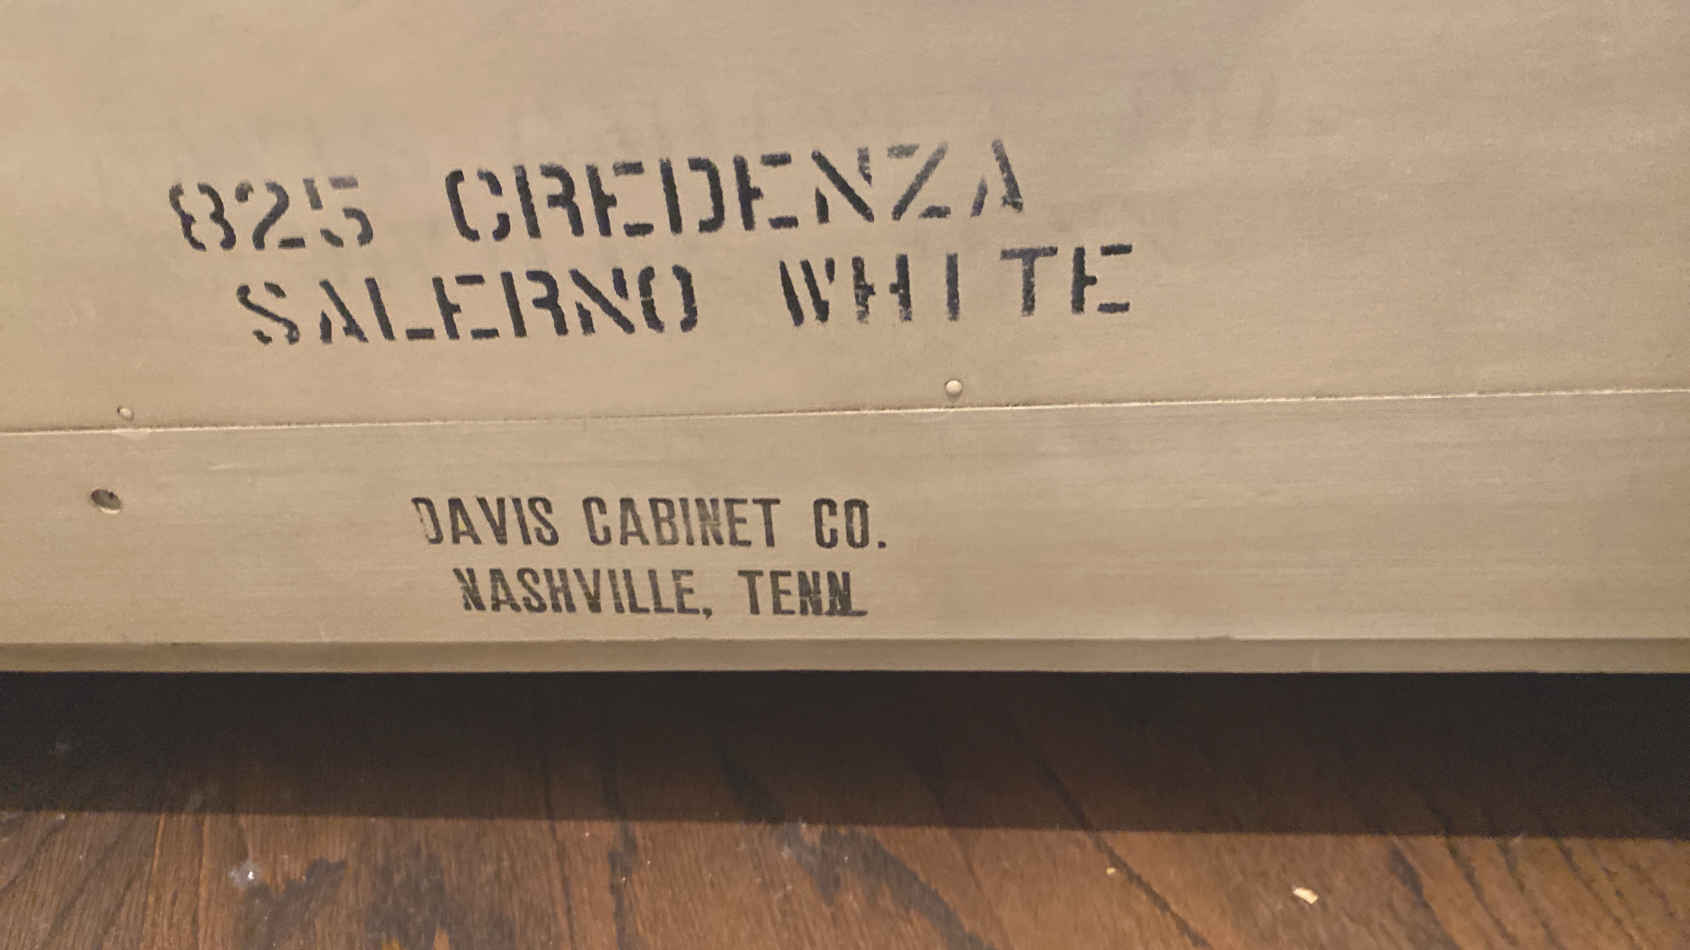 825 CREDENZA
SALERNO WHITE
DAVIS CABINET CO.
NASHVILLE, TENN.